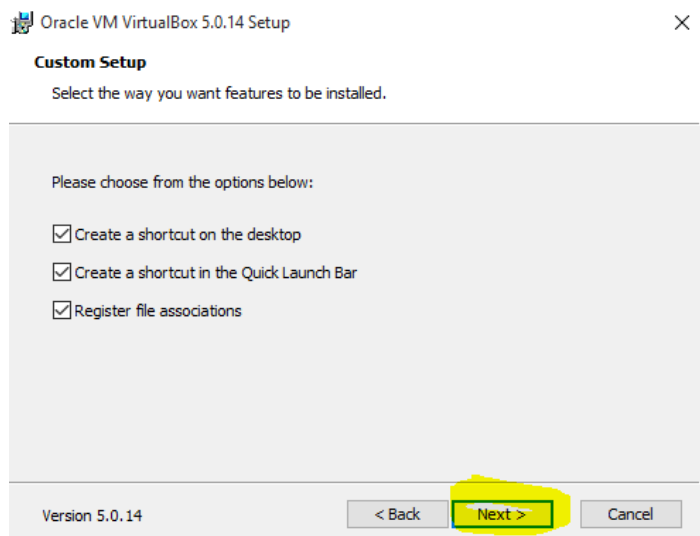 Oracle VM VirtualBox 5.0.14 Setup
Custom Setup
Select the way you want features to be installed.
Please choose from the options below:
Create a shortcut on the desktop
Create a shortcut in the Quick Launch Bar
Register file associations
Version 5.0.14
< Back
Next >
Cancel